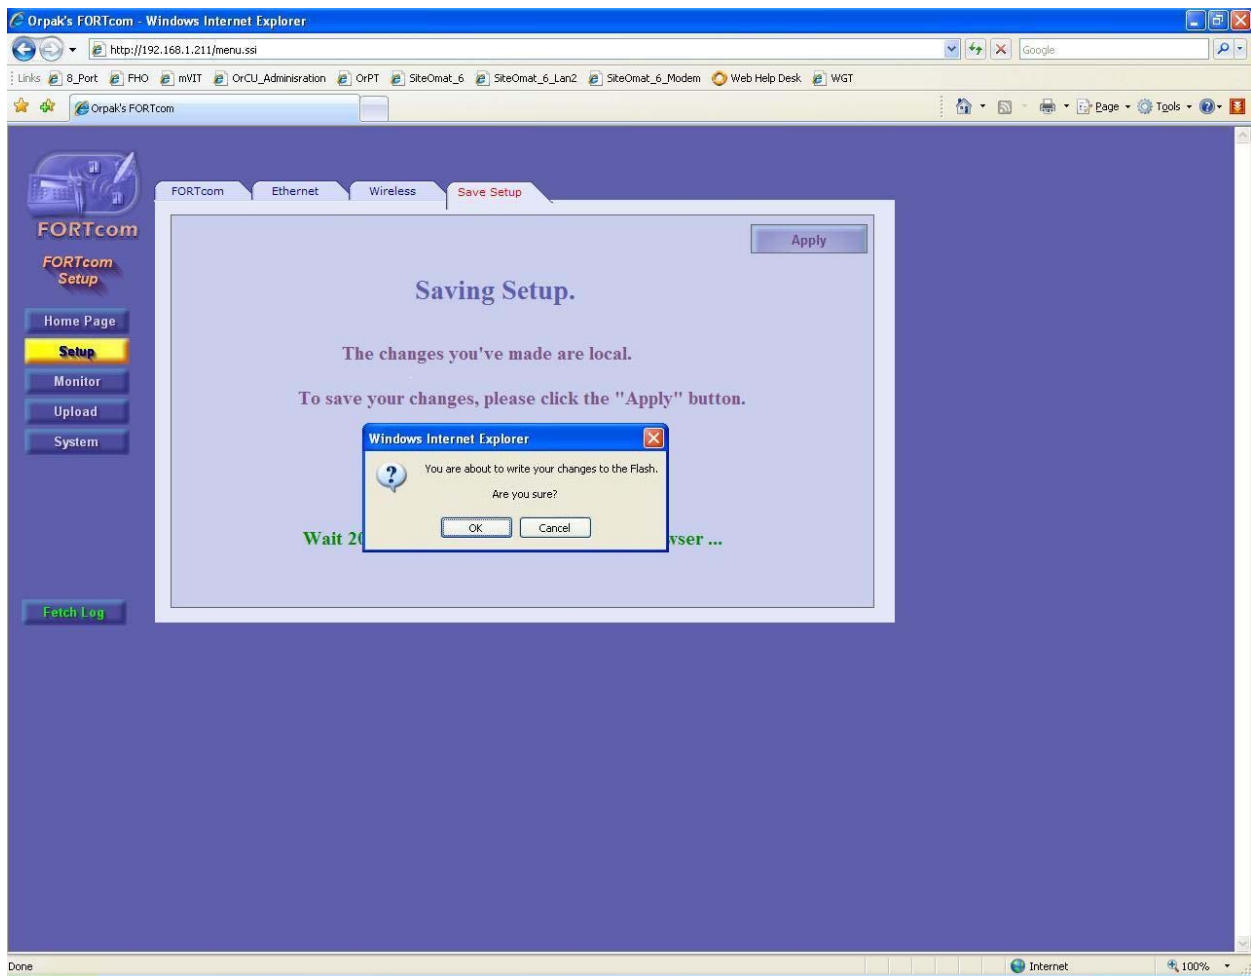 Orpak's FORTcom - Windows Internet Explorer
http://192.168.1.211/menu.ssi
Google
Links 8_Port FHO mVIT OrCU_Adminisration OrPT SiteOmat_6 SiteOmat_6_Lan2 SiteOmat_6_Modem Web Help Desk WGT
Orpak's FORTcom
Page Tools
FORTcom Ethernet Wireless Save Setup
FORTcom
FORTcom
Setup
Home Page
Setup
Monitor
Upload
System
Fetch Log
Apply
Saving Setup.
The changes you've made are local.
To save your changes, please click the "Apply" button.
Windows Internet Explorer
You are about to write your changes to the Flash.
Are you sure?
OK Cancel
Wait
...
Done
Internet
100%